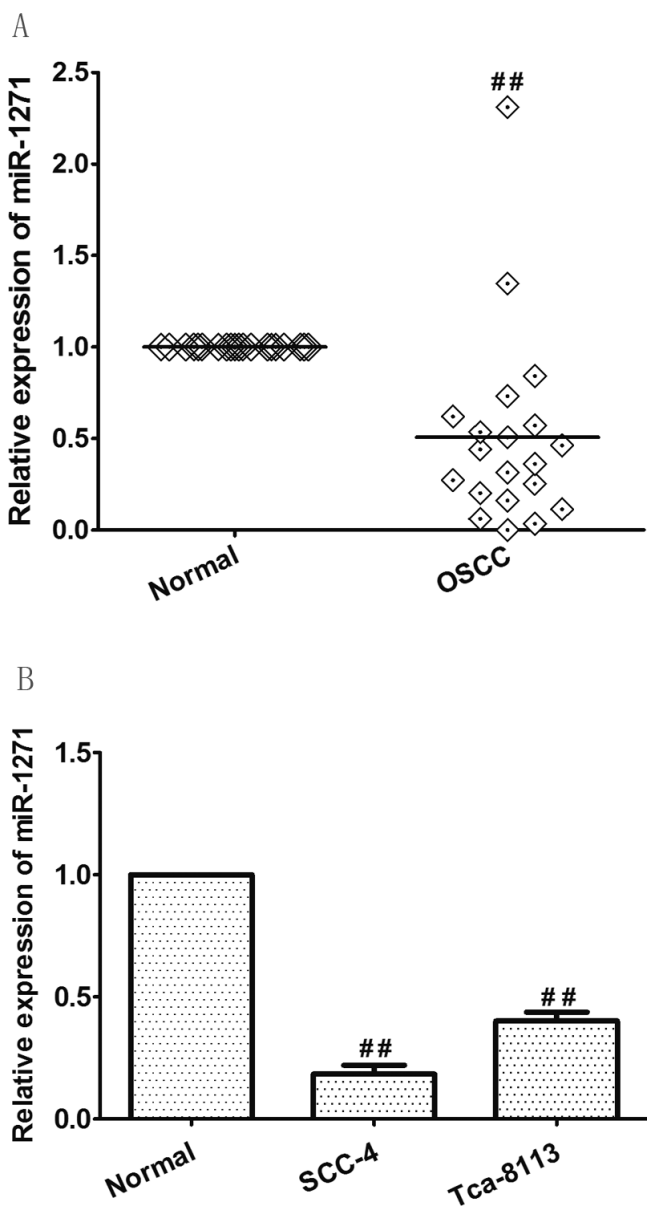 A
Relative expression of miR-1271
2.5
2.0
1.5
1.0
0.5
0.0
##
Normal
OSCC
B
Relative expression of miR-1271
1.5
1.0
0.5
0.0
##
##
Normal
SCC-4
Tca-8113